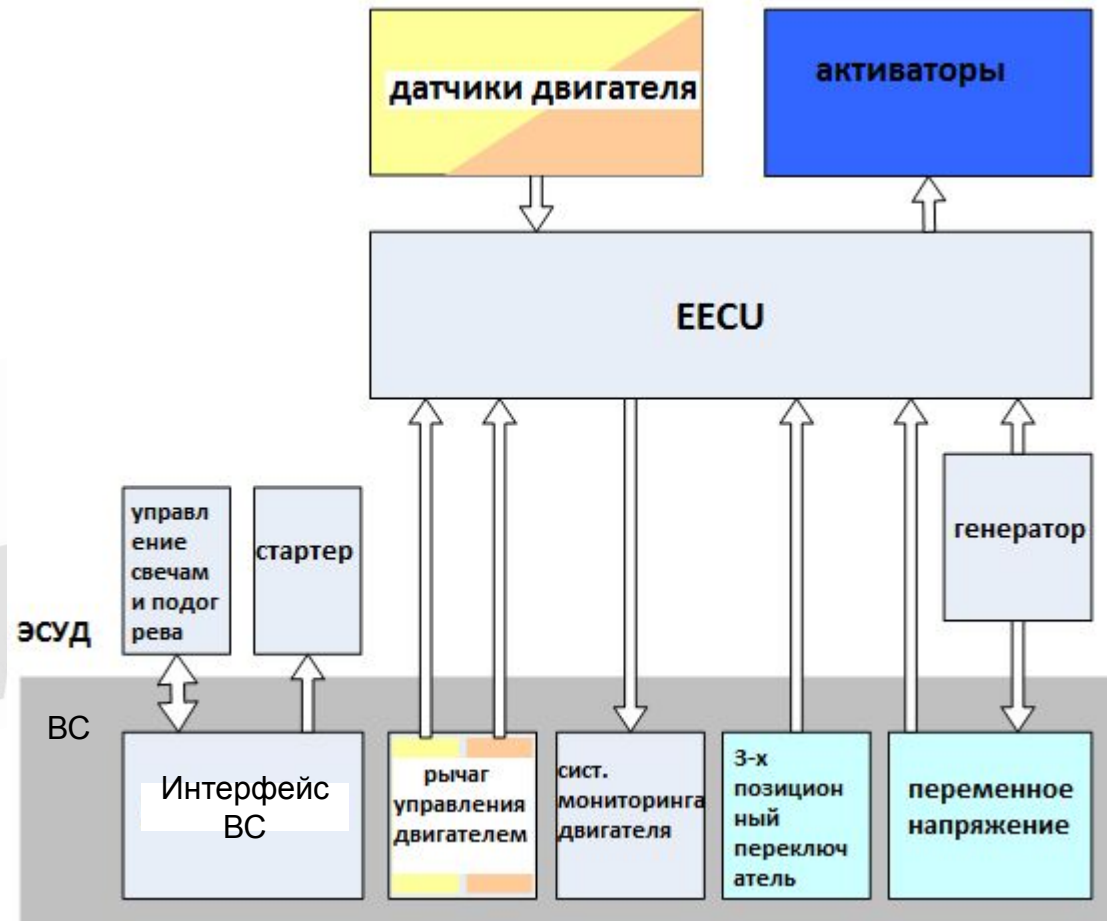 датчики двигателя
активаторы
EECU
управл
ение
свечам
и подог
рева
стартер
генератор
ЭСУД
ВС
Интерфейс
ВС
рычаг
управления
двигателем
сист.
мониторинга
двигателя
3-х
позицион
ный
переключ
атель
переменное
напряжение